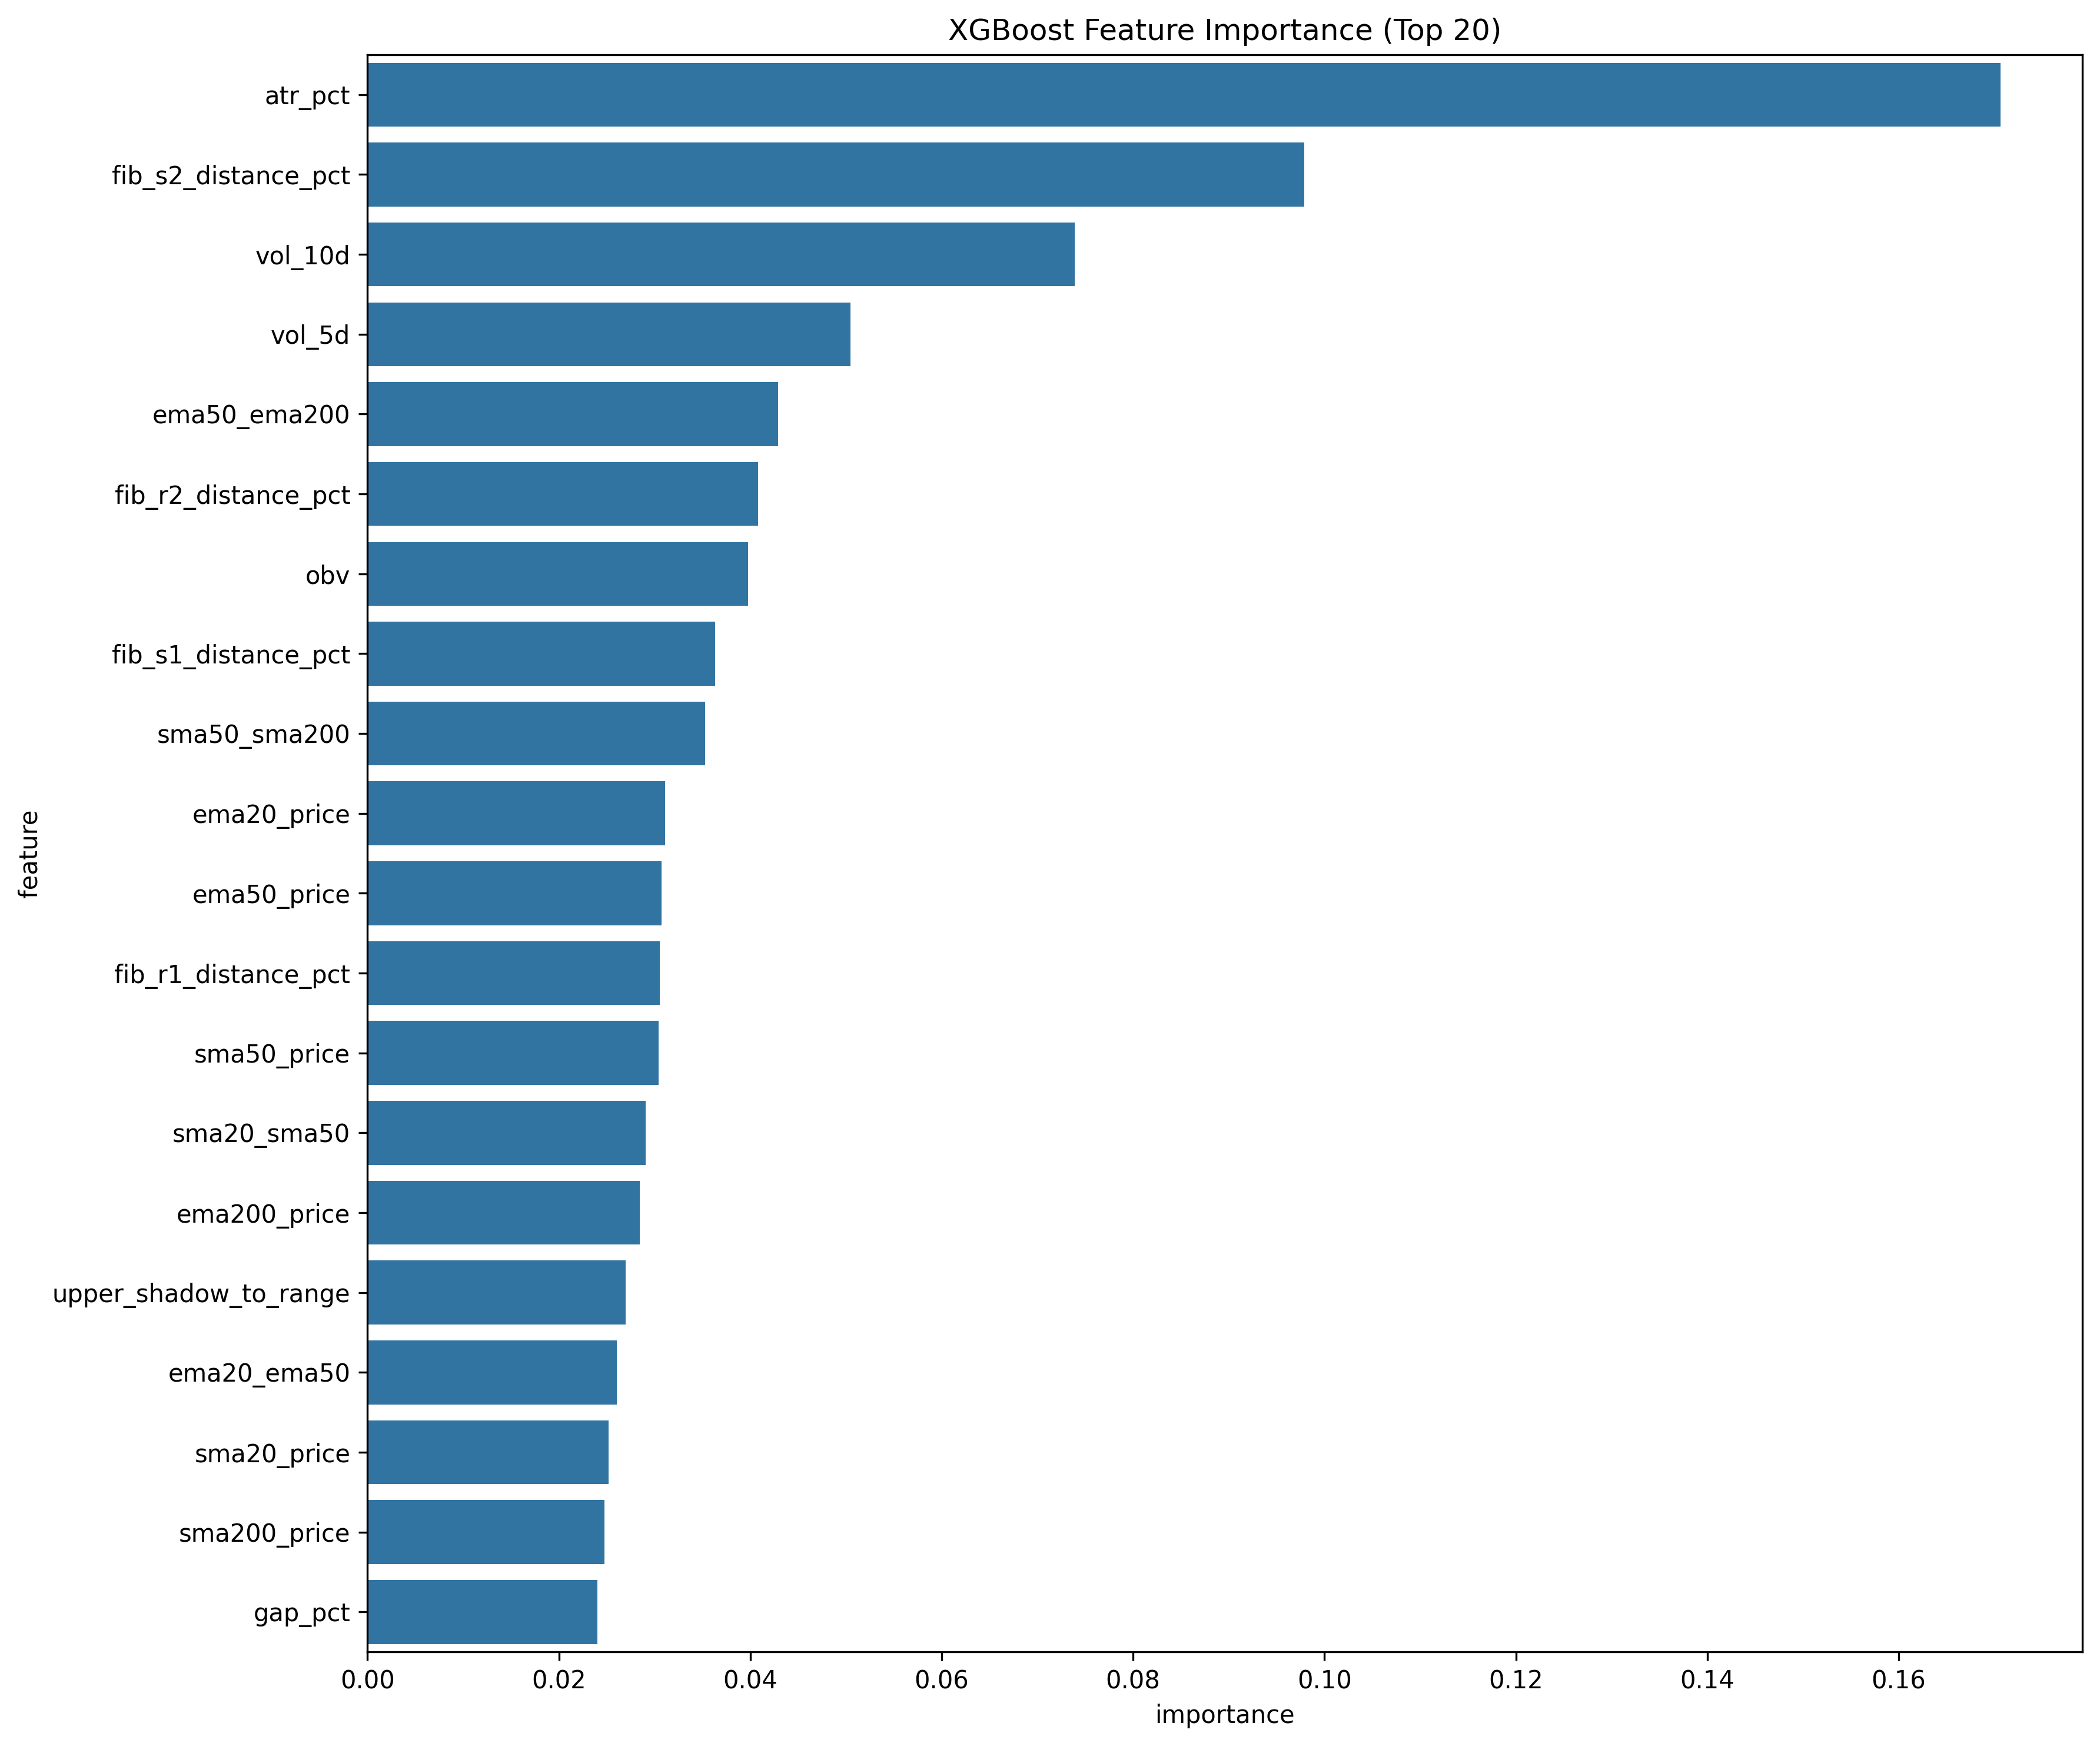 XGBoost Feature Importance (Top 20)
atr_pct
fib_s2_distance_pct
vol_10d
vol_5d
ema50_ema200
fib_r2_distance_pct
obv
fib_s1_distance_pct
sma50_sma200
ema20_price
ema50_price
fib_r1_distance_pct
sma50_price
sma20_sma50
ema200_price
upper_shadow_to_range
ema20_ema50
sma20_price
sma200_price
gap_pct
feature
0.00 0.02 0.04 0.06 0.08 0.10 0.12 0.14 0.16
importance